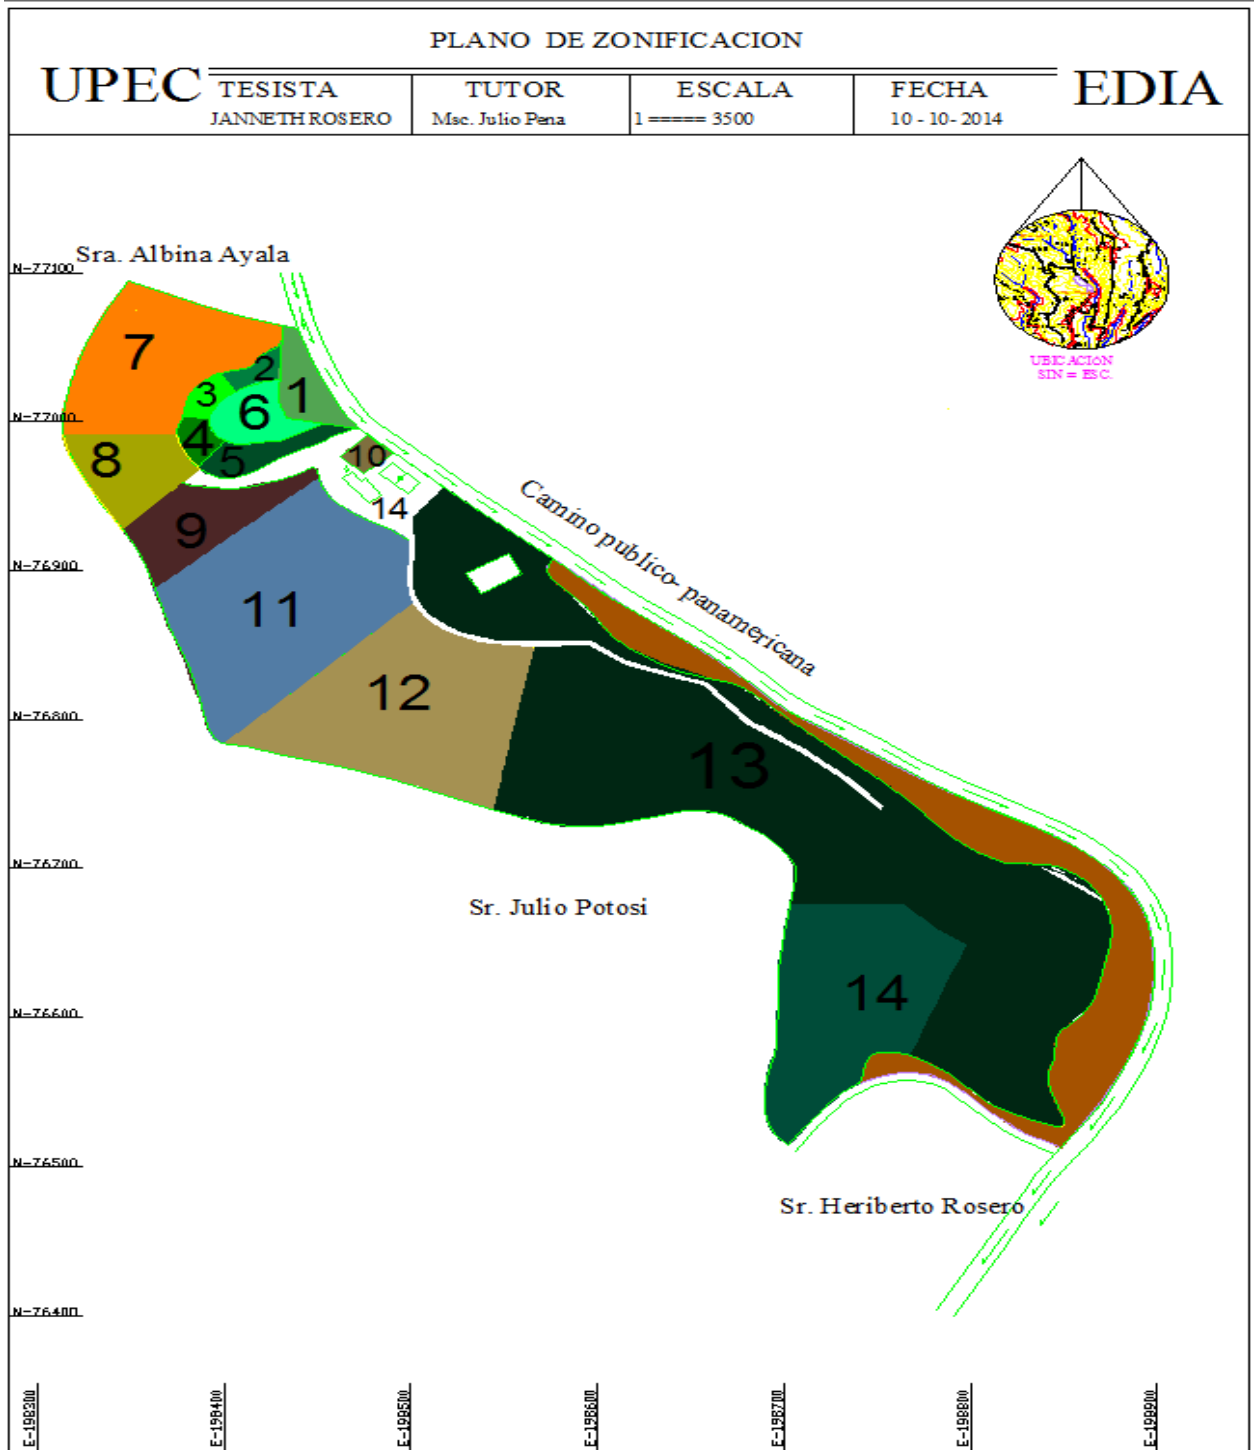 PLANO DE ZONIFICACION
UPEC
TESISTA
TUTOR
ESCALA
FECHA
EDIA
JANNETH ROSERO
Msc. Julio Pena
1 ===== 3500
10 - 10- 2014
Sra. Albina Ayala
N-77100
UBICACION
SIN = ESC.
7
2
3
1
6
N-77000
4
5
8
10
14
9
Camino publico- panamericana
N-76900
11
12
N-76800
13
N-76700
Sr. Julio Potosi
14
N-76600
N-76500
Sr. Heriberto Rosero
N-76400
E-198300
E-198400
E-198500
E-198600
E-198700
E-198800
E-198900